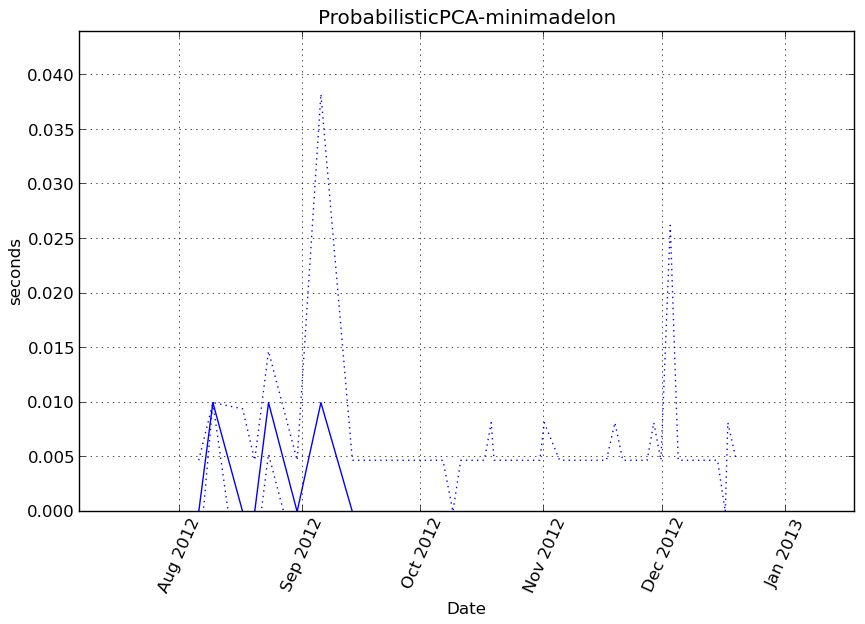 ProbabilisticPCA-minimadelon
0.040
0.035
0.030
0.025
0.020
0.015
0.010
0.005
0.000
seconds
Aug 2012
Sep 2012
Oct 2012
Nov 2012
Dec 2012
Jan 2013
Date